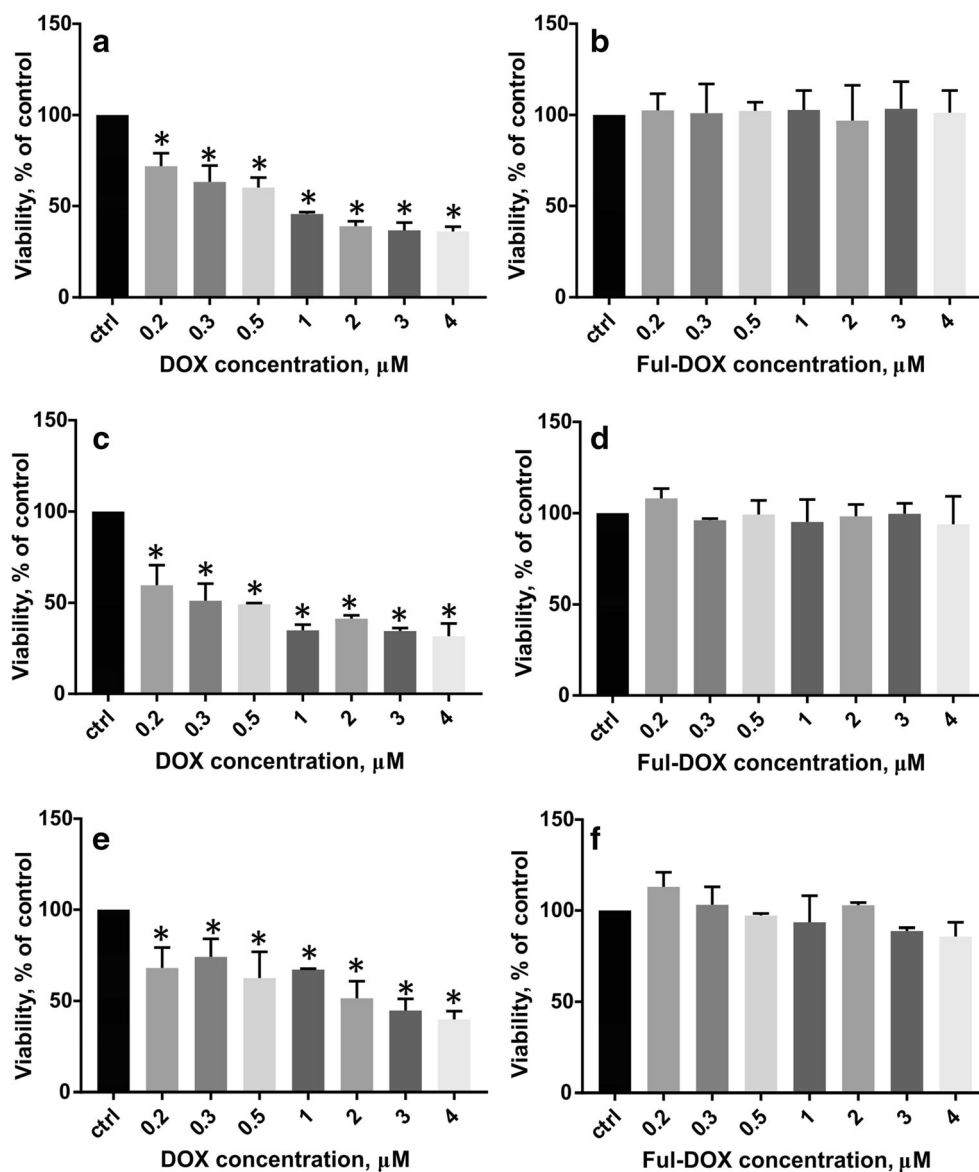 a
Viability, % of control
150
100
50
0
* * * * * * *
ctrl 0.2 0.3 0.5 1 2 3 4
DOX concentration, μM
b
Viability, % of control
150
100
50
0
ctrl 0.2 0.3 0.5 1 2 3 4
Ful-DOX concentration, μM
c
Viability, % of control
150
100
50
0
* * * * * * *
ctrl 0.2 0.3 0.5 1 2 3 4
DOX concentration, μM
d
Viability, % of control
150
100
50
0
ctrl 0.2 0.3 0.5 1 2 3 4
Ful-DOX concentration, μM
e
Viability, % of control
150
100
50
0
* * * * * * *
ctrl 0.2 0.3 0.5 1 2 3 4
DOX concentration, μM
f
Viability, % of control
150
100
50
0
ctrl 0.2 0.3 0.5 1 2 3 4
Ful-DOX concentration, μM